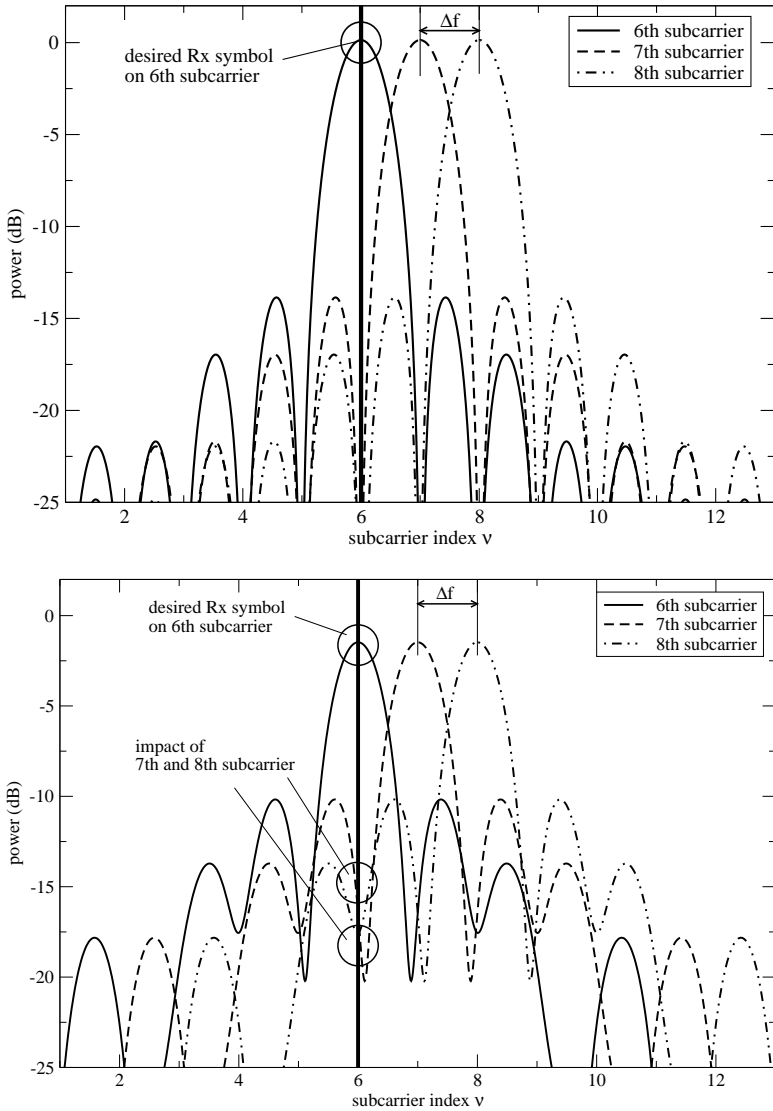 Δf
desired Rx symbol
on 6th subcarrier
6th subcarrier
7th subcarrier
8th subcarrier
0
-5
-10
-15
-20
-25
power (dB)
2 4 6 8 10 12
subcarrier index ν
Δf
desired Rx symbol
on 6th subcarrier
6th subcarrier
7th subcarrier
8th subcarrier
impact of
7th and 8th subcarrier
0
-5
-10
-15
-20
-25
power (dB)
2 4 6 8 10 12
subcarrier index ν